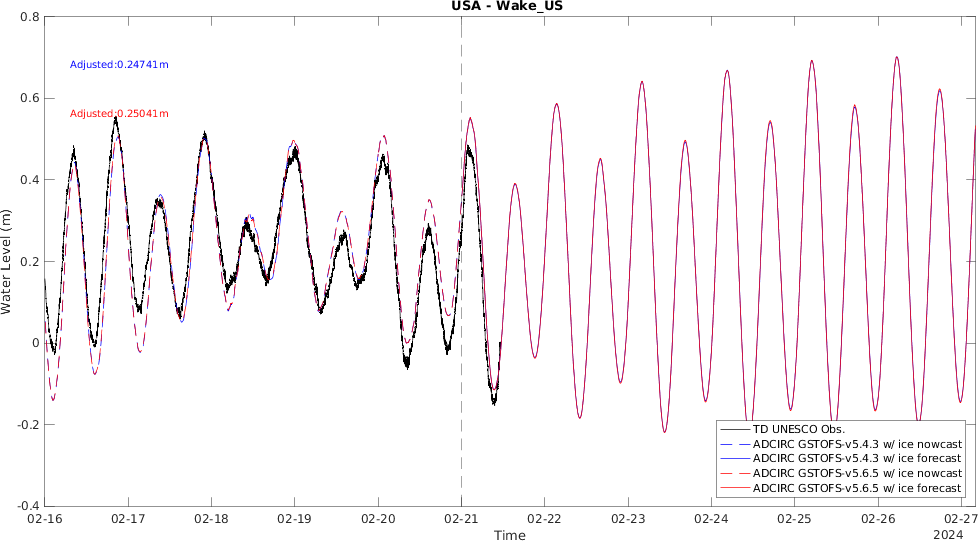 USA - Wake_US
Adjusted:0.24741m
Adjusted:0.25041m
Water Level (m)
0.8
0.6
0.4
0.2
0
-0.2
-0.4
TD UNESCO Obs.
ADCIRC GSTOFS-v5.4.3 w/ ice nowcast
ADCIRC GSTOFS-v5.4.3 w/ ice forecast
ADCIRC GSTOFS-v5.6.5 w/ ice nowcast
ADCIRC GSTOFS-v5.6.5 w/ ice forecast
02-16 02-17 02-18 02-19 02-20 02-21 02-22 02-23 02-24 02-25 02-26 02-27
Time
2024